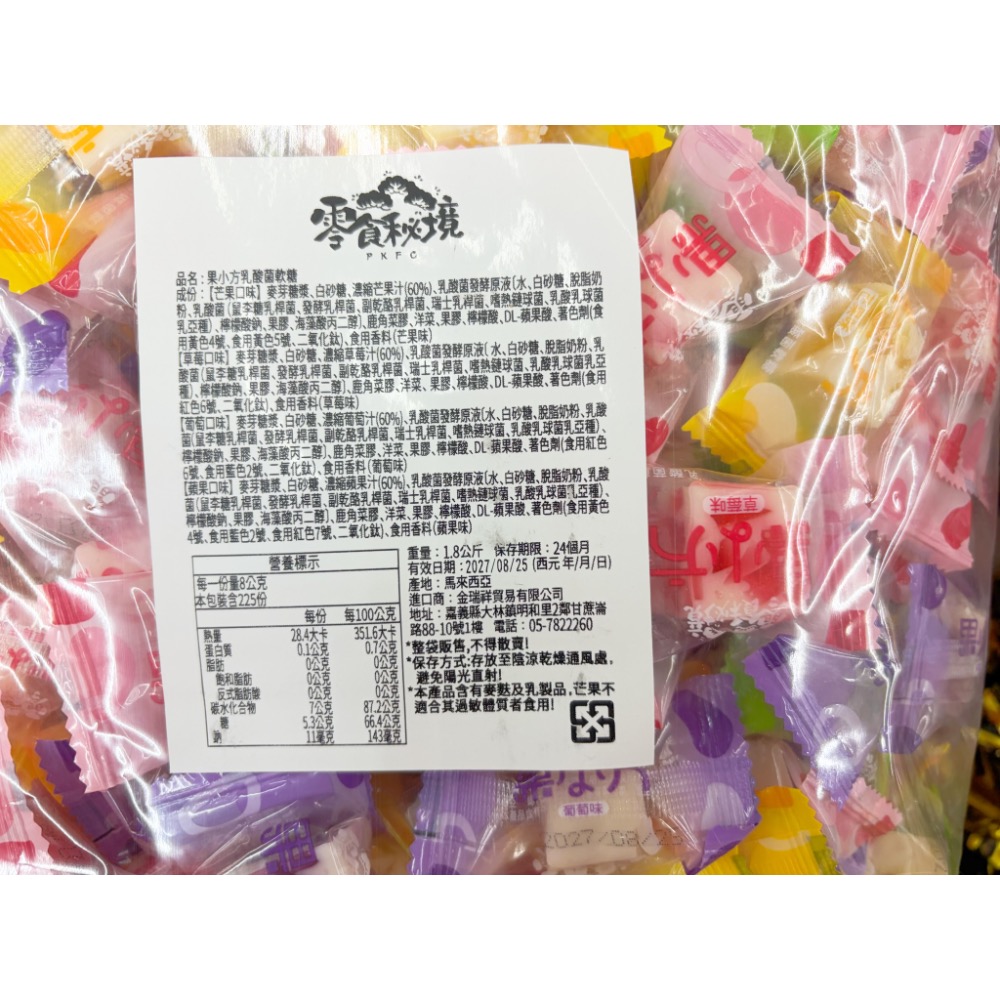 零食秘境
PKFC
品名：果小方乳酸菌軟糖
成份：【芒果口味】麥芽糖漿、白砂糖、濃縮芒果汁(60%)、乳酸菌發酵原液(水、白砂糖、脫脂奶
粉、乳酸菌(鼠李糖乳桿菌、發酵乳桿菌、副乾酪乳桿菌、瑞士乳桿菌、嗜熱鏈球菌、乳酸乳球菌
乳亞種)、檸檬酸鈉、果膠、海藻酸丙二醇)、鹿角菜膠、洋菜、果膠、檸檬酸、DL-蘋果酸、著色劑(食
用黃色4號、食用黃色5號、二氧化鈦)、食用香料(芒果味)
【草莓口味】麥芽糖漿、白砂糖、濃縮草莓汁(60%)、乳酸菌發酵原液(水、白砂糖、脫脂奶粉、乳
酸菌(鼠李糖乳桿菌、發酵乳桿菌、副乾酪乳桿菌、瑞士乳桿菌、嗜熱鏈球菌、乳酸乳球菌乳亞
種)、檸檬酸鈉、果膠、海藻酸丙二醇)、鹿角菜膠、洋菜、果膠、檸檬酸、DL-蘋果酸、著色劑(食用
紅色6號、二氧化鈦)、食用香料(草莓味)
【葡萄口味】麥芽糖漿、白砂糖、濃縮葡萄汁(60%)、乳酸菌發酵原液(水、白砂糖、脫脂奶粉、乳酸
菌(鼠李糖乳桿菌、發酵乳桿菌、副乾酪乳桿菌、瑞士乳桿菌、嗜熱鏈球菌、乳酸乳球菌乳亞種)、
檸檬酸鈉、果膠、海藻酸丙二醇)、鹿角菜膠、洋菜、果膠、檸檬酸、DL-蘋果酸、著色劑(食用紅色
6號、食用藍色2號、二氧化鈦)、食用香料(葡萄味)
【蘋果口味】麥芽糖漿、白砂糖、濃縮蘋果汁(60%)、乳酸菌發酵原液(水、白砂糖、脫脂奶粉、乳酸
菌(鼠李糖乳桿菌、發酵乳桿菌、副乾酪乳桿菌、瑞士乳桿菌、嗜熱鏈球菌、乳酸乳球菌乳亞種)、
檸檬酸鈉、果膠、海藻酸丙二醇)、鹿角菜膠、洋菜、果膠、檸檬酸、DL-蘋果酸、著色劑(食用黃色
4號、食用藍色2號、食用紅色7號、二氧化鈦)、食用香料(蘋果味)
營養標示
每一份量8公克
本包裝含225份
每份 每100公克
熱量 28.4大卡 351.6大卡
蛋白質 0.1公克 0.7公克
脂肪 0公克 0公克
飽和脂肪 0公克 0公克
反式脂肪酸 0公克 0公克
碳水化合物 7公克 87.2公克
糖 5.3公克 66.4公克
鈉 11毫克 143毫克
重量：1.8公斤 保存期限：24個月
有效日期：2027/08/25 (西元年/月/日)
產地：馬來西亞
進口商：金瑞祥貿易有限公司
地址：嘉義縣大林鎮明和里2鄰甘蔗崙
路88-10號1樓 電話：05-7822260
*整袋販售,不得散賣!
*保存方式:存放至陰涼乾燥通風處,
避免陽光直射!
*本產品含有麥麩及乳製品,芒果不
適合其過敏體質者食用!
草莓味
葡萄味
2027/08/25